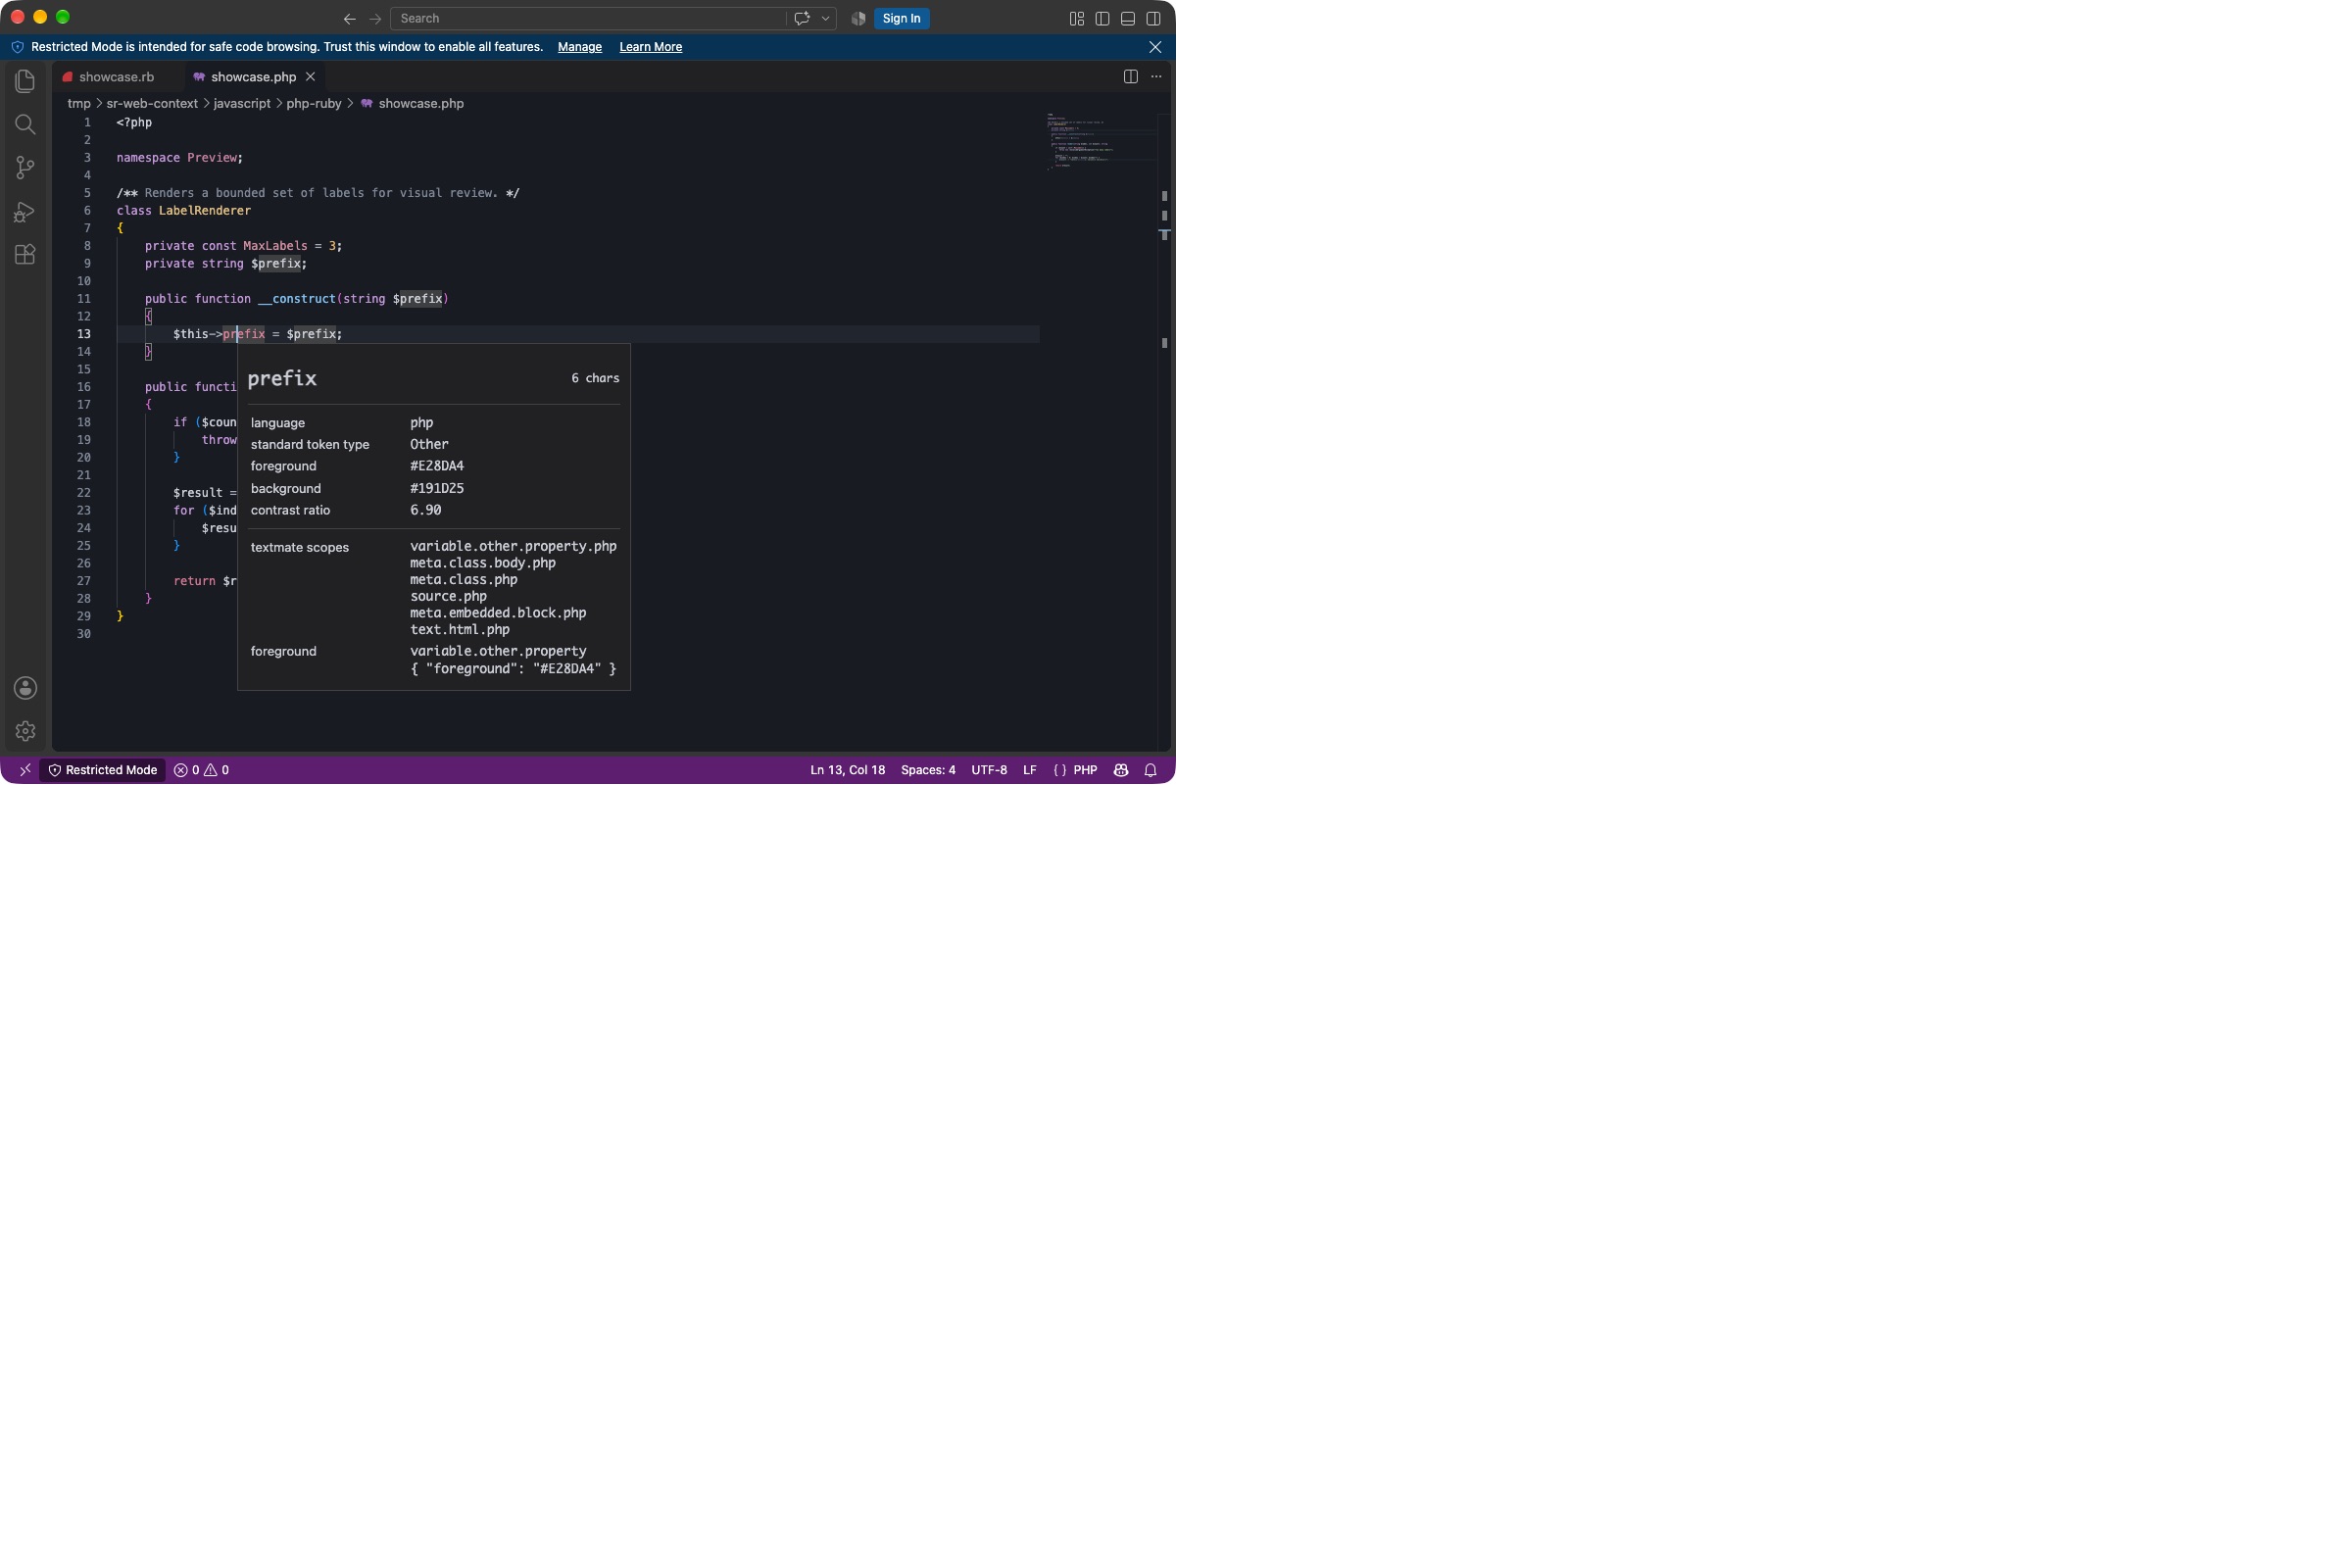 Search
Sign In
Restricted Mode is intended for safe code browsing. Trust this window to enable all features. Manage Learn More
showcase.rb
showcase.php
tmp > sr-web-context > javascript > php-ruby > showcase.php
1 <?php
2
3 namespace Preview;
4
5 /** Renders a bounded set of labels for visual review. */
6 class LabelRenderer
7 {
8 private const MaxLabels = 3;
9 private string $prefix;
10
11 public function __construct(string $prefix)
12 {
13 $this->prefix = $prefix;
14 }
15
16 public functi
17 {
18 if ($coun
19 throw
20 }
21
22 $result =
23 for ($ind
24 $resu
25 }
26
27 return $r
28 }
29 }
30
prefix 6 chars
language php
standard token type Other
foreground #E28DA4
background #191D25
contrast ratio 6.90
textmate scopes variable.other.property.php
meta.class.body.php
meta.class.php
source.php
meta.embedded.block.php
text.html.php
foreground variable.other.property
{ "foreground": "#E28DA4" }
Restricted Mode 0 0 Ln 13, Col 18 Spaces: 4 UTF-8 LF { } PHP